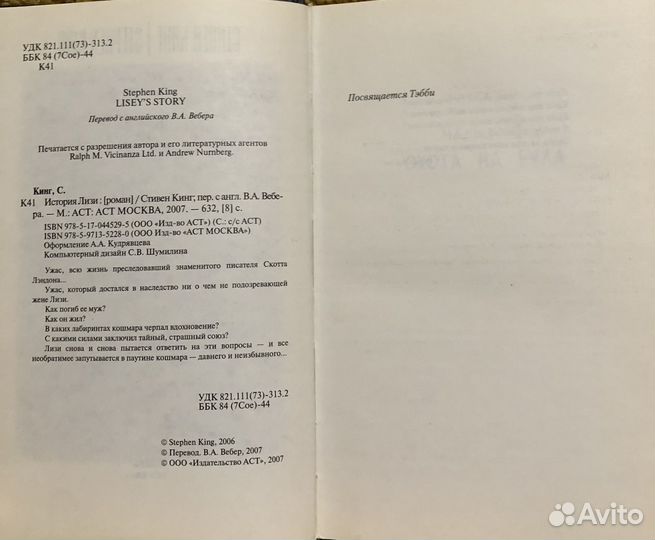 УДК 821.111(73)-313.2
ББК 84 (7Сое)-44
К41
Stephen King
LISEY'S STORY
Перевод с английского В.А. Вебера
Печатается с разрешения автора и его литературных агентов
Ralph M. Vicinanza Ltd. и Andrew Nurnberg.
Кинг, С.
К41 История Лизи : [роман] / Стивен Кинг; пер. с англ. В.А. Вебе-
ра. — М.: АСТ: АСТ МОСКВА, 2007. — 632, [8] с.
ISBN 978-5-17-044529-5 (ООО «Изд-во АСТ») (С.: с/с АСТ)
ISBN 978-5-9713-5228-0 (ООО Изд-во «АСТ МОСКВА»)
Оформление А.А. Кудрявцева
Компьютерный дизайн С.В. Шумилина
Ужас, всю жизнь преследовавший знаменитого писателя Скотта
Лэндона...
Ужас, который достался в наследство ни о чем не подозревающей
жене Лизи.
Как погиб ее муж?
Как он жил?
В каких лабиринтах кошмара черпал вдохновение?
С какими силами заключил тайный, страшный союз?
Лизи снова и снова пытается ответить на эти вопросы — и все
необратимее запутывается в паутине кошмара — давнего и неизбывного...
УДК 821.111(73)-313.2
ББК 84 (7Сое)-44
© Stephen King, 2006
© Перевод. В.А. Вебер, 2007
© ООО «Издательство АСТ», 2007
Посвящается Тэбби
Avito